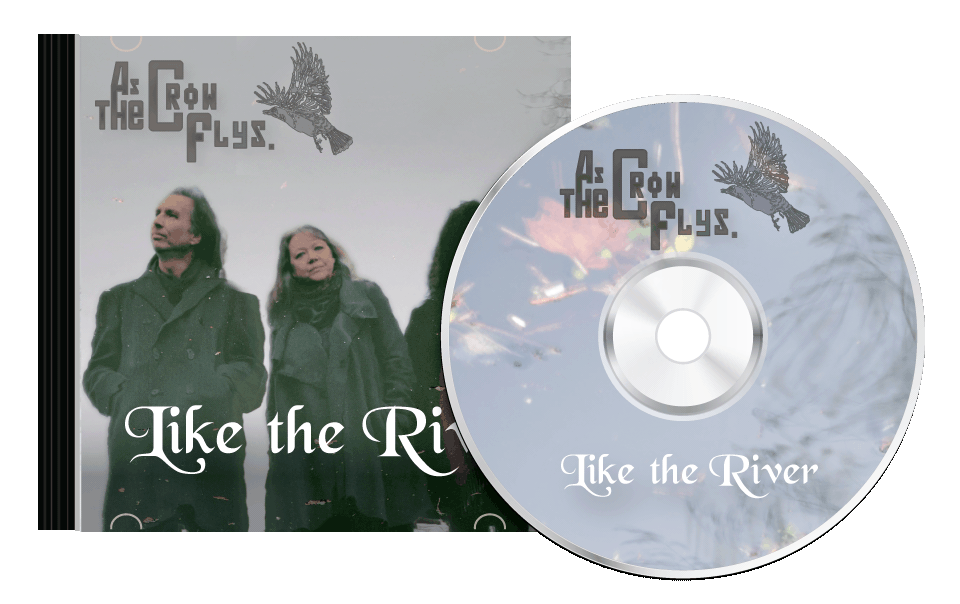 As
The Crow
Flys.
Like the Riv
As
The Crow
Flys.
Like the River